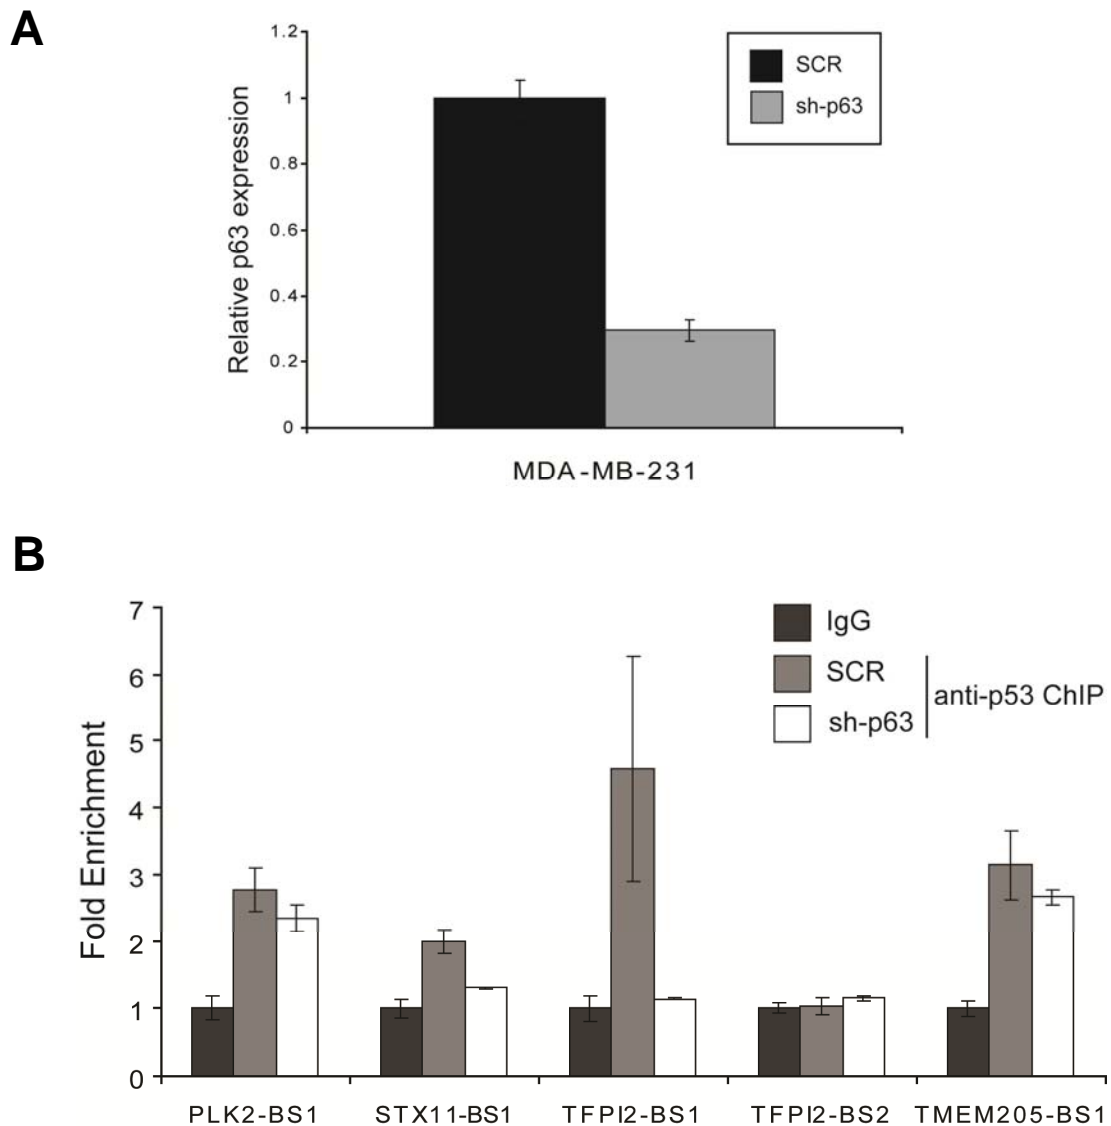 A
1.2
1
0.8
0.6
0.4
0.2
0
Relative p63 expression
SCR
sh-p63
MDA-MB-231
B
7
6
5
4
3
2
1
0
Fold Enrichment
IgG
SCR
sh-p63
anti-p53 ChIP
PLK2-BS1 STX11-BS1 TFPI2-BS1 TFPI2-BS2 TMEM205-BS1